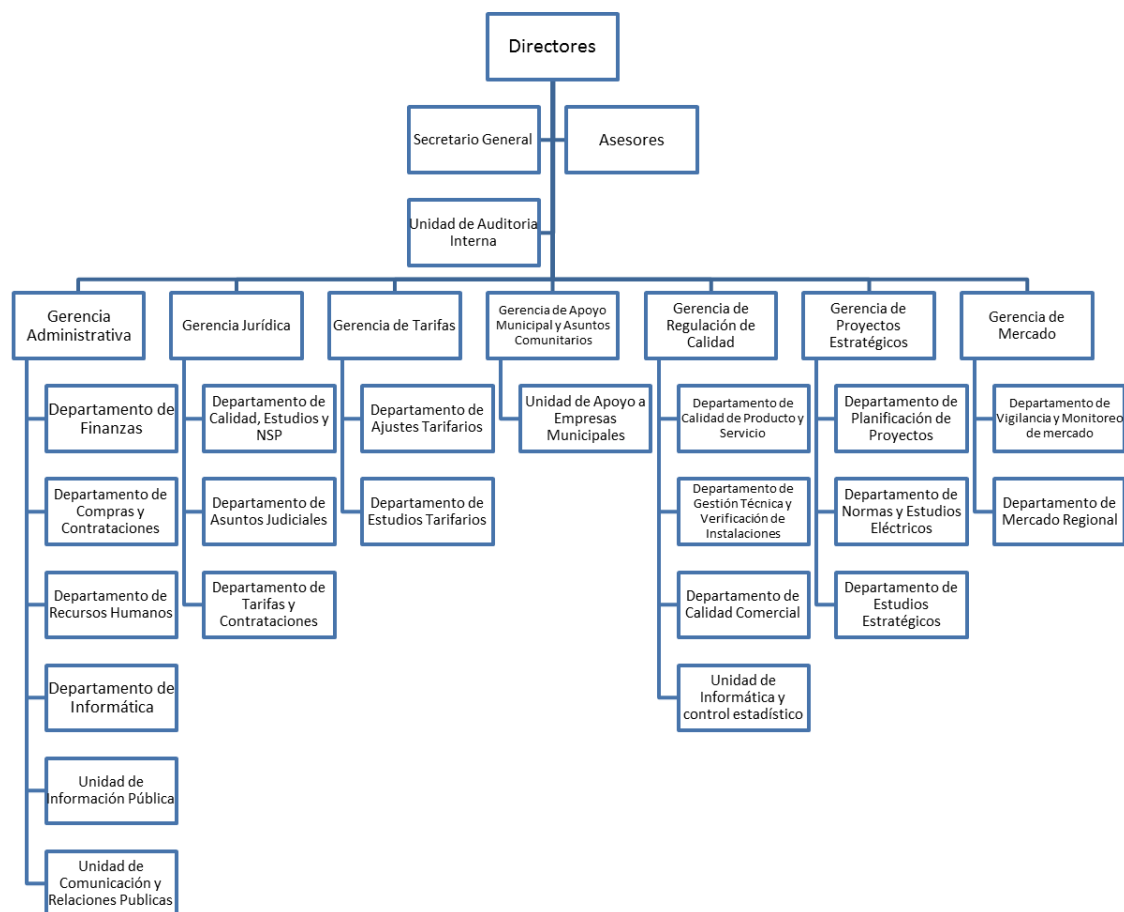 Directores
Secretario General
Asesores
Unidad de Auditoria
Interna
Gerencia
Administrativa
Gerencia Jurídica
Gerencia de Tarifas
Gerencia de Apoyo
Municipal y Asuntos
Comunitarios
Gerencia de
Regulación de
Calidad
Gerencia de
Proyectos
Estratégicos
Gerencia de
Mercado
Departamento de
Finanzas
Departamento de
Calidad, Estudios y
NSP
Departamento de
Ajustes Tarifarios
Unidad de Apoyo a
Empresas
Municipales
Departamento de
Calidad de Producto y
Servicio
Departamento de
Planificación de
Proyectos
Departamento de
Vigilancia y Monitoreo
de mercado
Departamento de
Compras y
Contrataciones
Departamento de
Asuntos Judiciales
Departamento de
Estudios Tarifarios
Departamento de
Gestión Técnica y
Verificación de
Instalaciones
Departamento de
Normas y Estudios
Eléctricos
Departamento de
Mercado Regional
Departamento de
Recursos Humanos
Departamento de
Tarifas y
Contrataciones
Departamento de
Calidad Comercial
Departamento de
Estudios
Estratégicos
Departamento de
Informática
Unidad de
Informática y
control estadístico
Unidad de
Información Pública
Unidad de
Comunicación y
Relaciones Publicas